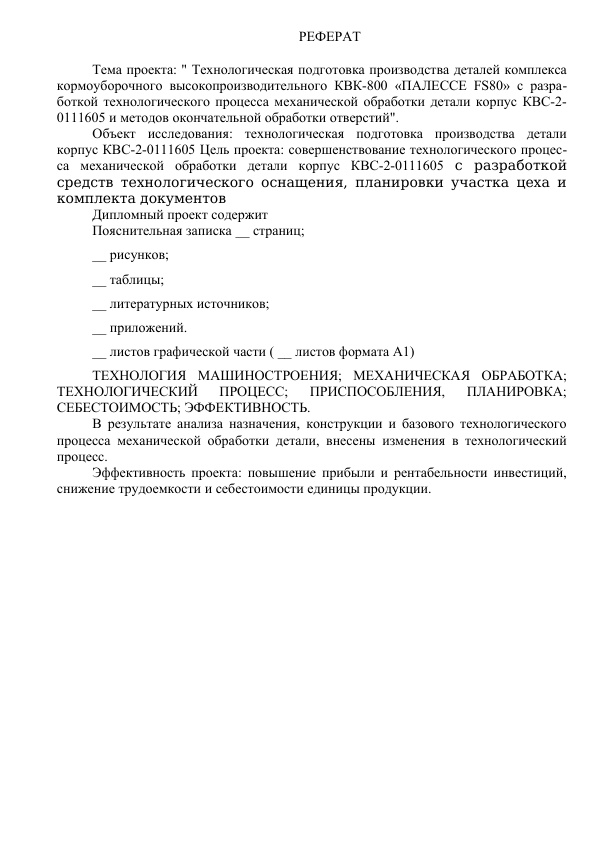 РЕФЕРАТ
Тема проекта: " Технологическая подготовка производства деталей комплекса
кормоуборочного высокопроизводительного КВК-800 «ПАЛЕССЕ FS80» с разра-
боткой технологического процесса механической обработки детали корпус КВС-2-
0111605 и методов окончательной обработки отверстий".
Объект исследования: технологическая подготовка производства детали
корпус КВС-2-0111605 Цель проекта: совершенствование технологического процес-
са механической обработки детали корпус КВС-2-0111605 с разработкой
средств технологического оснащения, планировки участка цеха и
комплекта документов
Дипломный проект содержит
Пояснительная записка __ страниц;
__ рисунков;
__ таблицы;
__ литературных источников;
__ приложений.
__ листов графической части ( __ листов формата А1)
ТЕХНОЛОГИЯ МАШИНОСТРОЕНИЯ; МЕХАНИЧЕСКАЯ ОБРАБОТКА;
ТЕХНОЛОГИЧЕСКИЙ ПРОЦЕСС; ПРИСПОСОБЛЕНИЯ, ПЛАНИРОВКА;
СЕБЕСТОИМОСТЬ; ЭФФЕКТИВНОСТЬ.
В результате анализа назначения, конструкции и базового технологического
процесса механической обработки детали, внесены изменения в технологический
процесс.
Эффективность проекта: повышение прибыли и рентабельности инвестиций,
снижение трудоемкости и себестоимости единицы продукции.